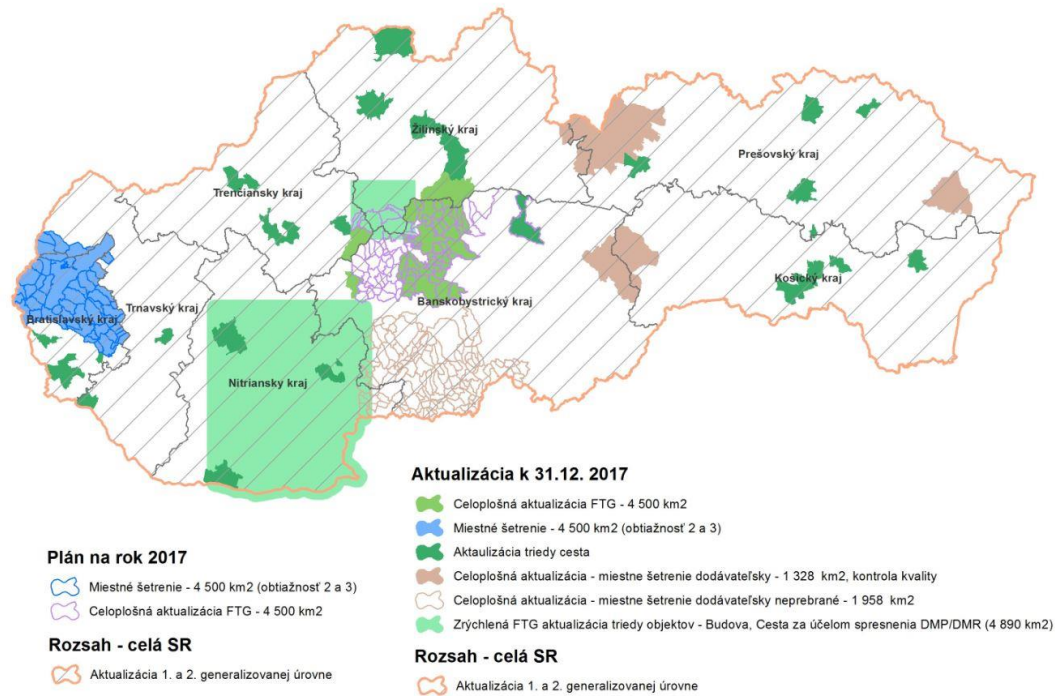 Žilinský kraj
Prešovský kraj
Trenčiansky kraj
Košický kraj
Banskobystrický kraj
Trnavský kraj
Bratislavský kraj
Nitriansky kraj
Plán na rok 2017
Miestné šetrenie - 4 500 km2 (obtiažnosť 2 a 3)
Celoplošná aktualizácia FTG - 4 500 km2
Rozsah - celá SR
Aktualizácia 1. a 2. generalizovanej úrovne
Aktualizácia k 31.12. 2017
Celoplošná aktualizácia FTG - 4 500 km2
Miestné šetrenie - 4 500 km2 (obtiažnosť 2 a 3)
Aktaulizácia triedy cesta
Celoplošná aktualizácia - miestne šetrenie dodávateľsky - 1 328 km2, kontrola kvality
Celoplošná aktualizácia - miestne šetrenie dodávateľsky neprebrané - 1 958 km2
Zrýchlená FTG aktualizácia triedy objektov - Budova, Cesta za účelom spresnenia DMP/DMR (4 890 km2)
Rozsah - celá SR
Aktualizácia 1. a 2. generalizovanej úrovne